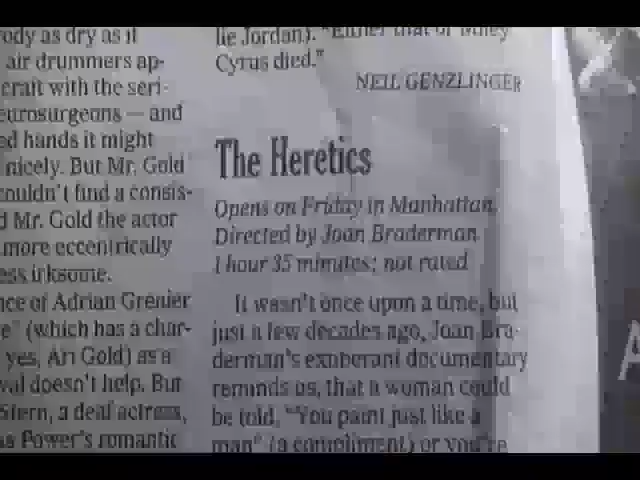 ody as dry as it
air drummers ap-
craft with the seri-
eurosurgeons — and
ed hands it might
nicely. But Mr. Gold
couldn't find a consis-
d Mr. Gold the actor
more eccentrically
ess irksome.
nce of Adrian Grenier
e" (which has a char-
yes, Ari Gold) as a
val doesn't help. But
Stern, a deaf actress,
as Power's romantic
lie Jordan). "Either that or Miley
Cyrus died."
NEIL GENZLINGER
The Heretics
Opens on Friday in Manhattan.
Directed by Joan Braderman
1 hour 35 minutes; not rated
It wasn't once upon a time, but
just a few decades ago, Joan Bra-
derman's exuberant documentary
reminds us, that a woman could
be told, "You paint just like a
man" (a compliment) or you're
A